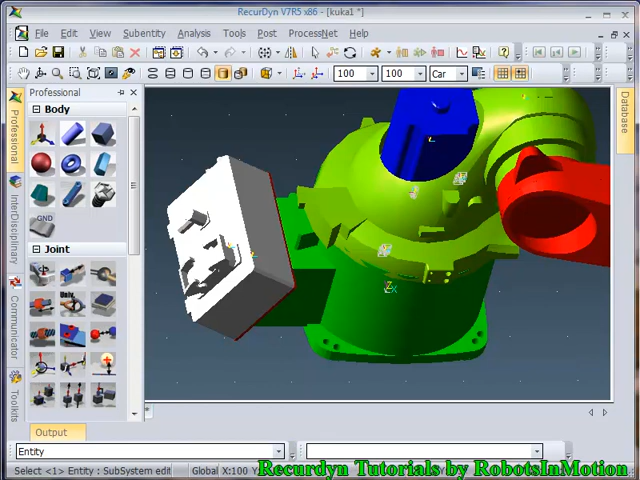 RecurDyn V7R5 x86 - [kuka1 *]
File Edit View Subentity Analysis Tools Post ProcessNet Help
100 100 Car
Professional
Body
GND
Joint
Professional
InterDisciplinary
Communicator
Toolkits
Database
Z X
Output
Entity
Select <1> Entity : SubSystem edit Global X:100 Y
Recurdyn Tutorials by RobotsInMotion